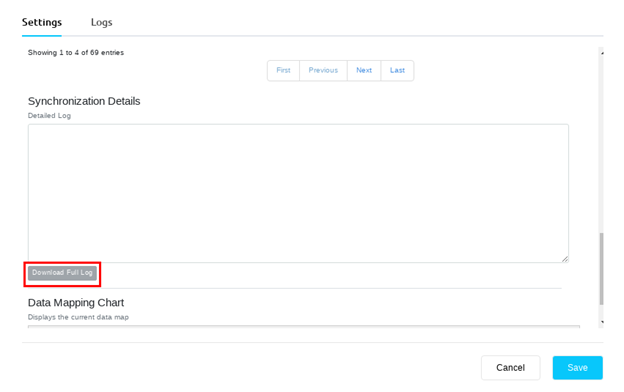 Settings Logs
Showing 1 to 4 of 69 entries
First Previous Next Last
Synchronization Details
Detailed Log
Download Full Log
Data Mapping Chart
Displays the current data map
Cancel Save